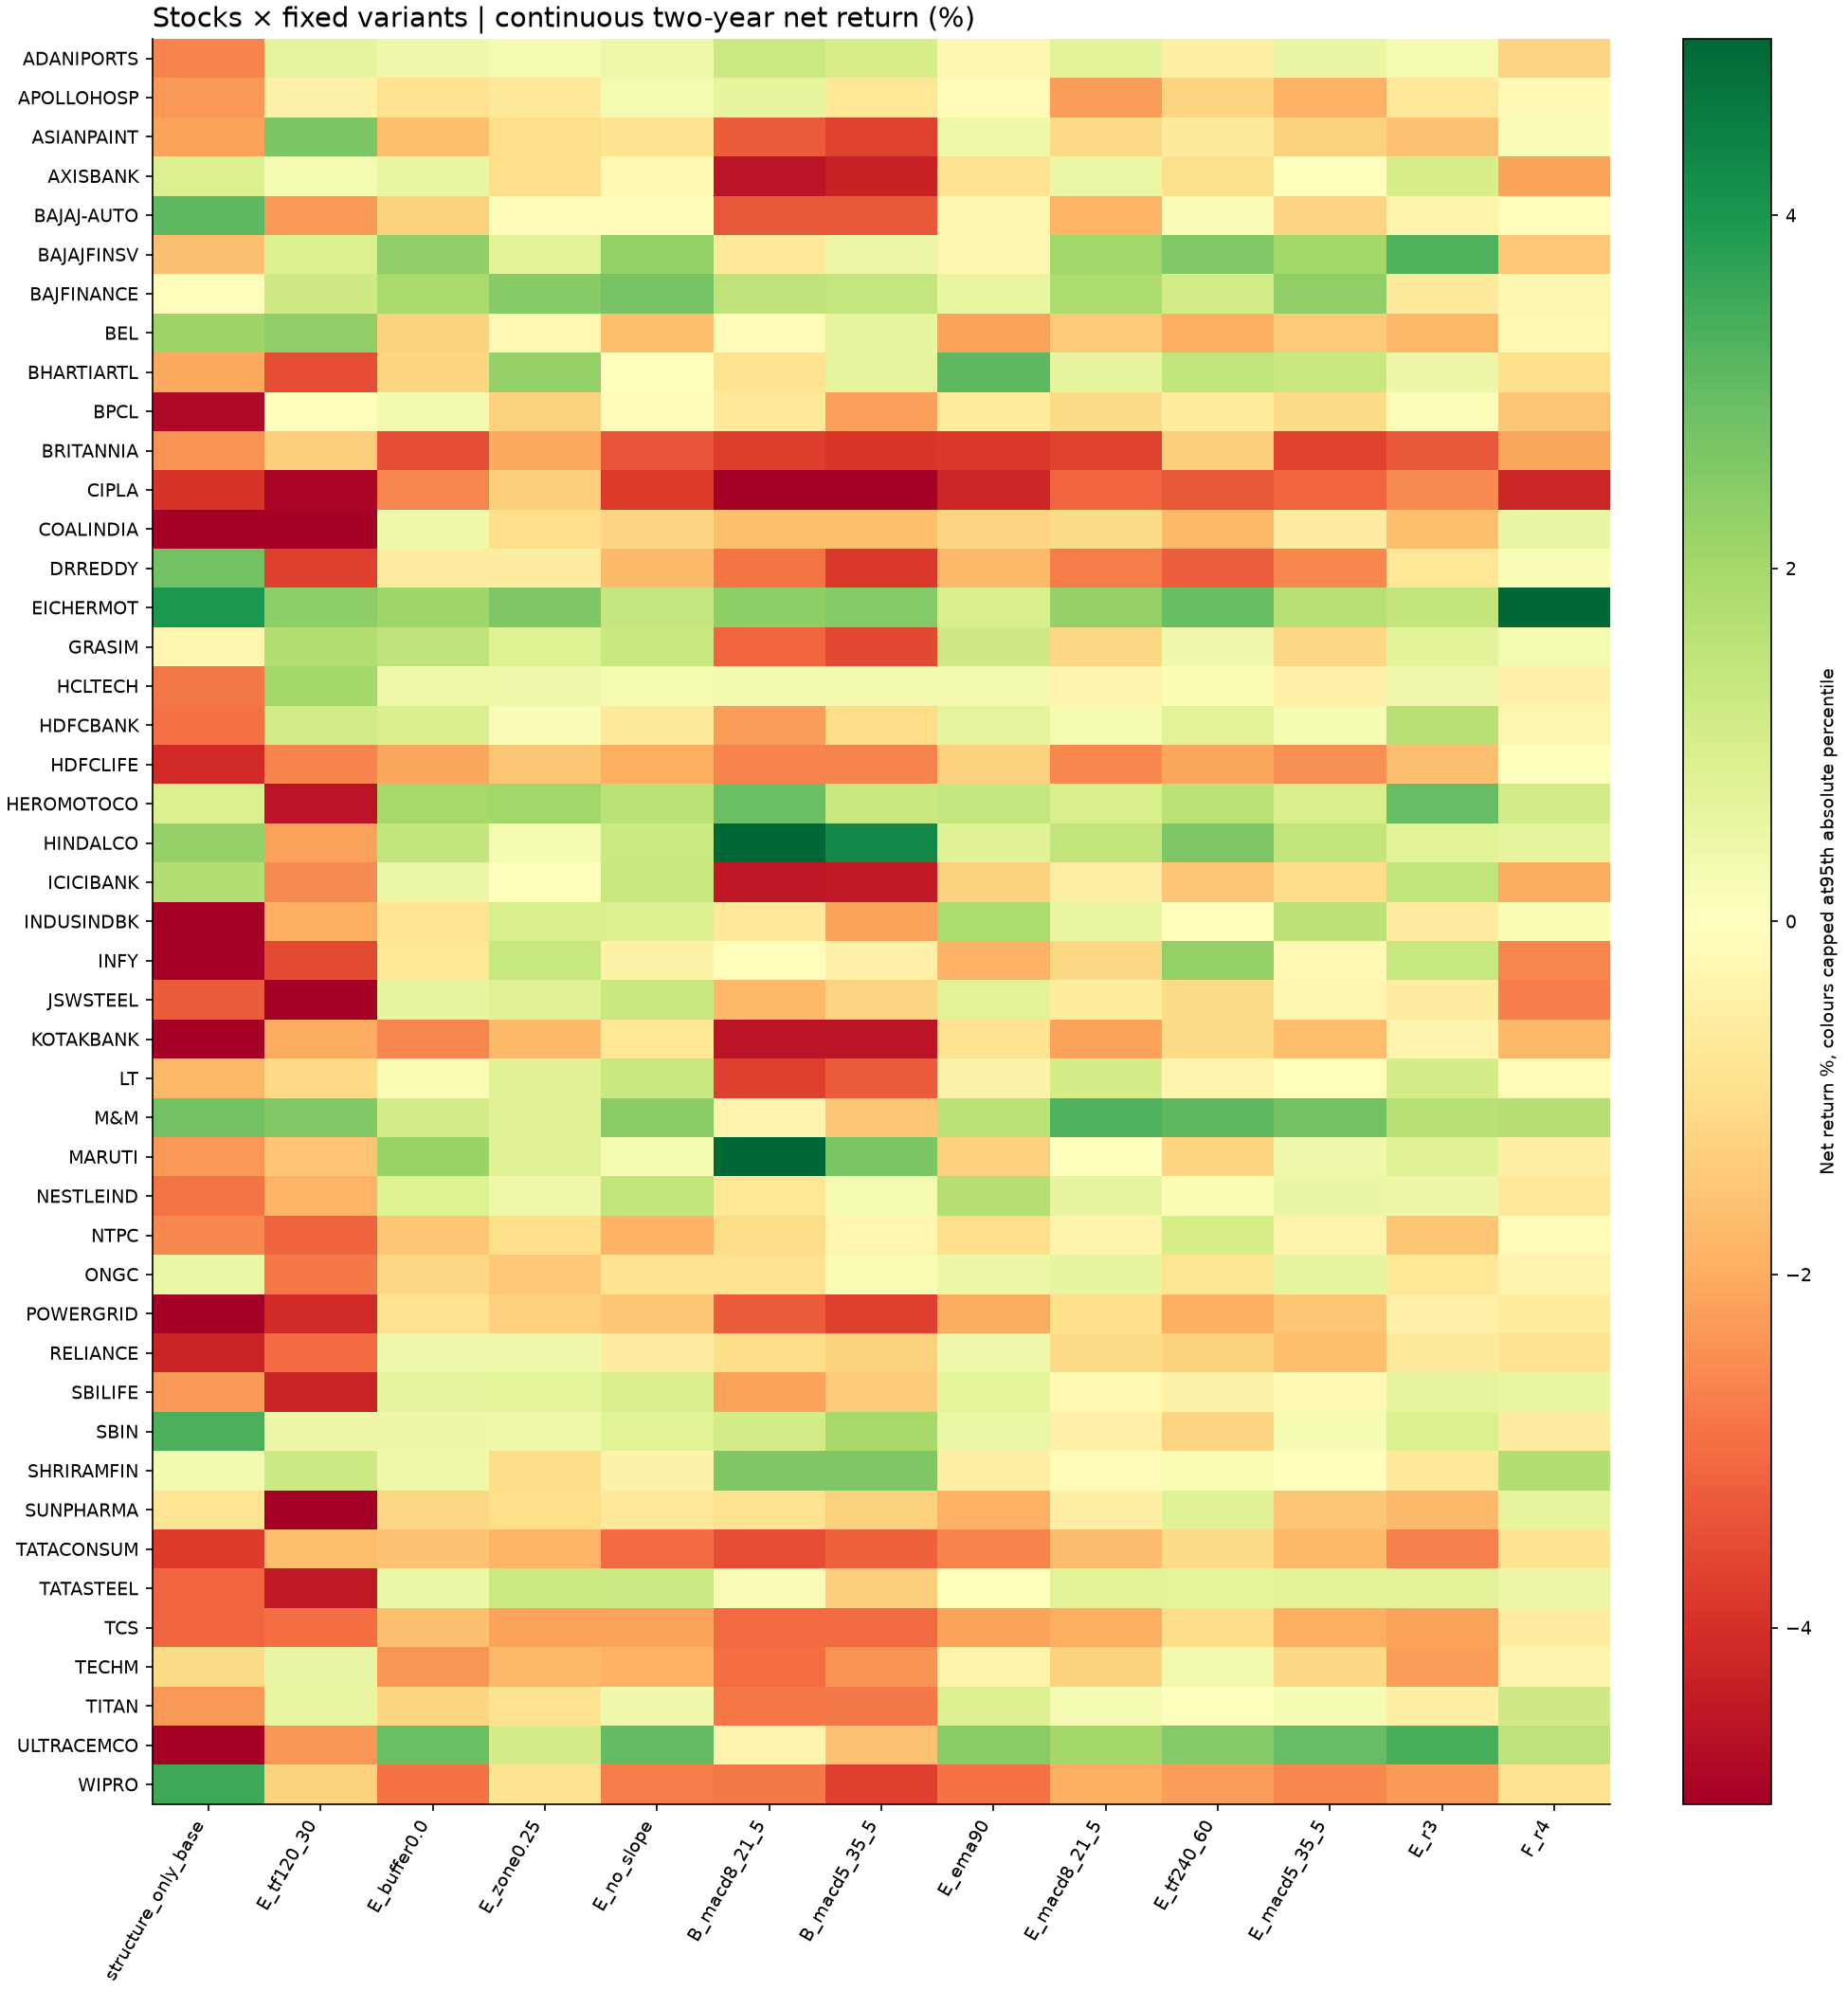 Stocks × fixed variants | continuous two-year net return (%)
ADANIPORTS
APOLLOHOSP
ASIANPAINT
AXISBANK
BAJAJ-AUTO
BAJAJFINSV
BAJFINANCE
BEL
BHARTIARTL
BPCL
BRITANNIA
CIPLA
COALINDIA
DRREDDY
EICHERMOT
GRASIM
HCLTECH
HDFCBANK
HDFCLIFE
HEROMOTOCO
HINDALCO
ICICIBANK
INDUSINDBK
INFY
JSWSTEEL
KOTAKBANK
LT
M&M
MARUTI
NESTLEIND
NTPC
ONGC
POWERGRID
RELIANCE
SBILIFE
SBIN
SHRIRAMFIN
SUNPHARMA
TATACONSUM
TATASTEEL
TCS
TECHM
TITAN
ULTRACEMCO
WIPRO
structure_only_base
E_tf120_30
E_buffer0.0
E_zone0.25
E_no_slope
B_macd8_21_5
B_macd5_35_5
E_ema90
E_macd8_21_5
E_tf240_60
E_macd5_35_5
E_r3
F_r4
4
2
0
−2
−4
Net return %, colours capped at95th absolute percentile